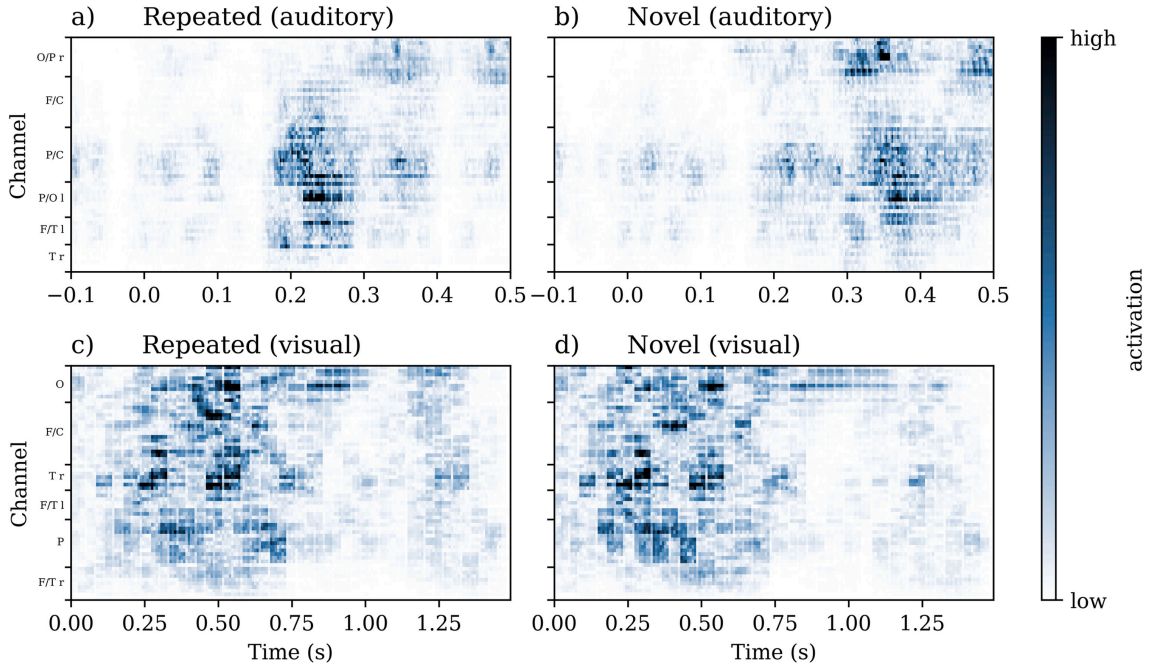 a) Repeated (auditory)
b) Novel (auditory)
high
Channel
O/P r
F/C
P/C
P/O l
F/T l
T r
−0.1 0.0 0.1 0.2 0.3 0.4 0.5
−0.1 0.0 0.1 0.2 0.3 0.4 0.5
activation
c) Repeated (visual)
d) Novel (visual)
Channel
O
F/C
T r
F/T l
P
F/T r
low
0.00 0.25 0.50 0.75 1.00 1.25
0.00 0.25 0.50 0.75 1.00 1.25
Time (s)
Time (s)